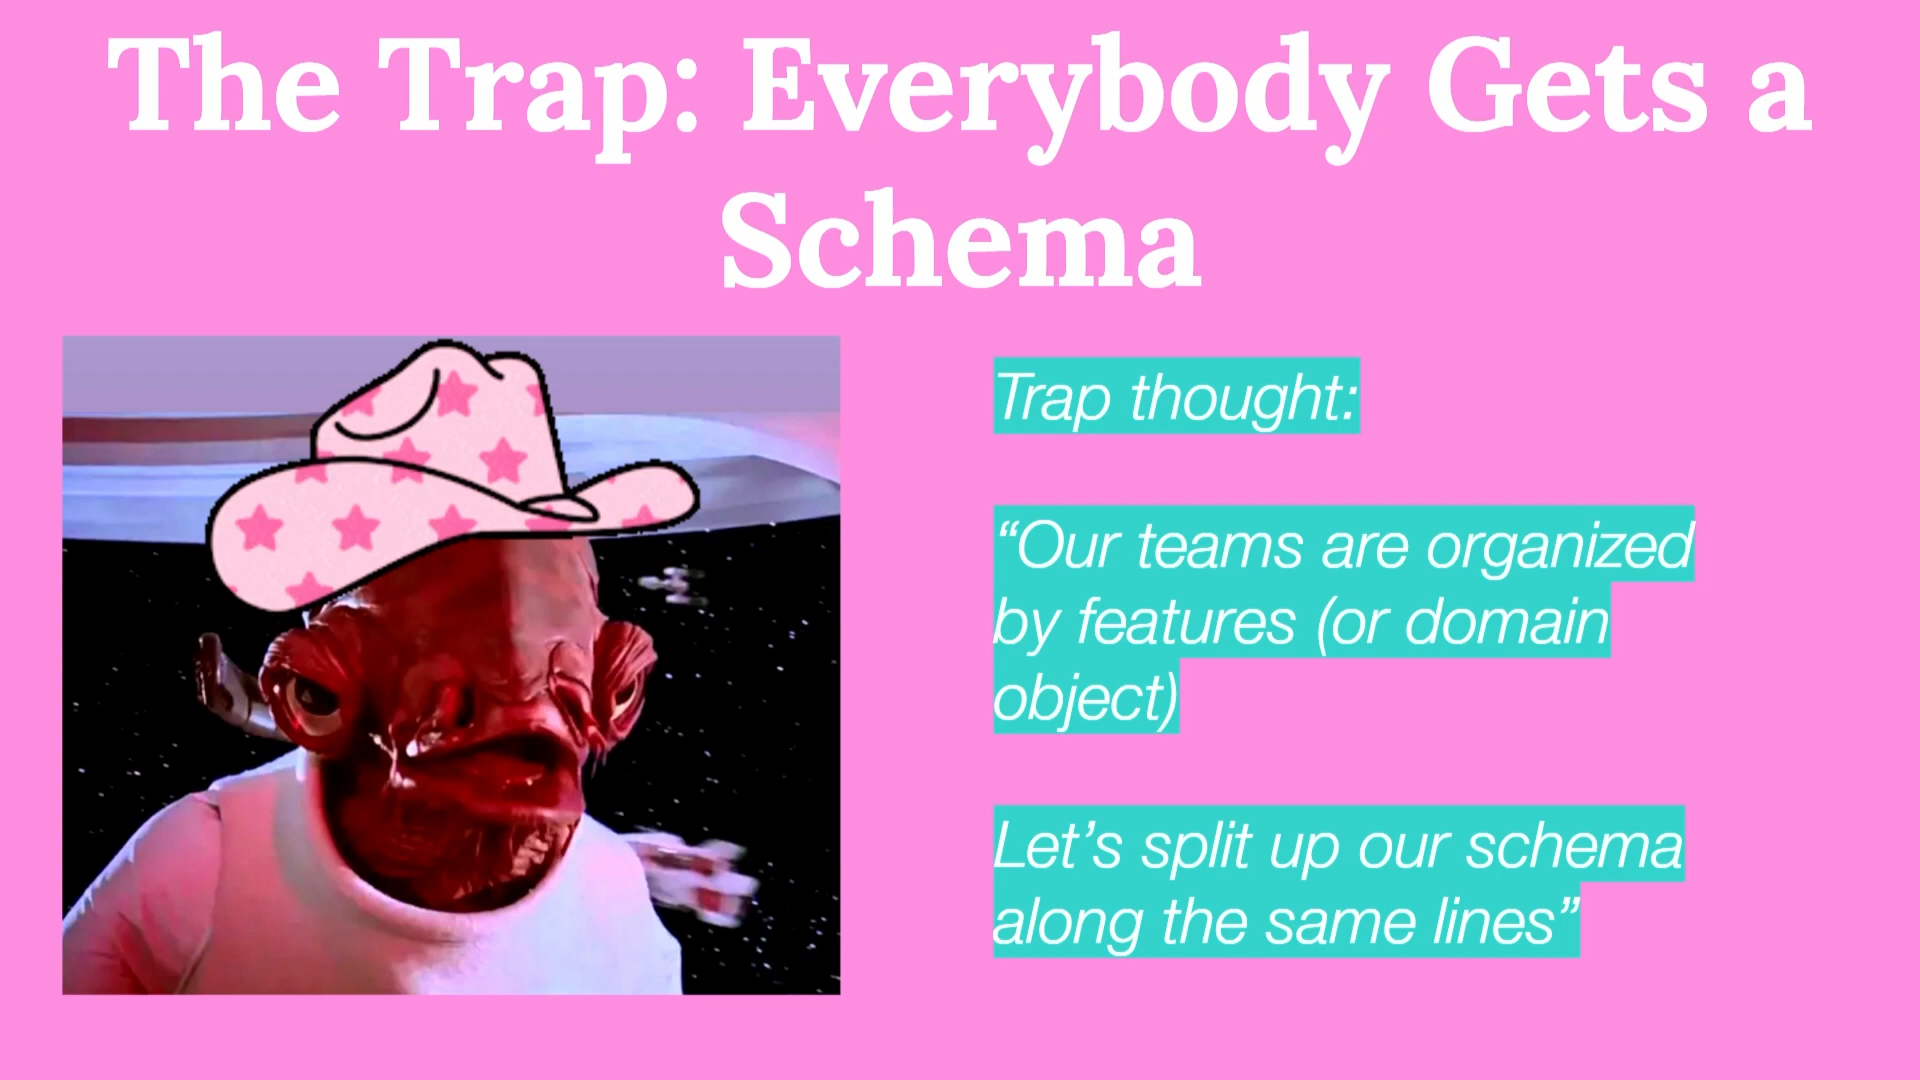 The Trap: Everybody Gets a
Schema
Trap thought:
“Our teams are organized
by features (or domain
object)
Let’s split up our schema
along the same lines”